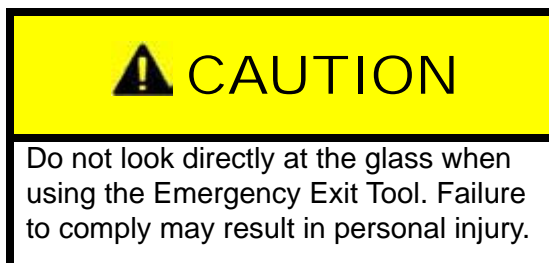 CAUTION
Do not look directly at the glass when
using the Emergency Exit Tool. Failure
to comply may result in personal injury.